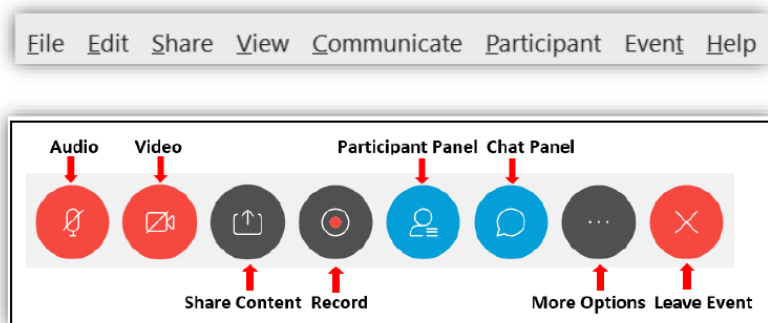 File Edit Share View Communicate Participant Event Help
Audio Video Participant Panel Chat Panel
Share Content Record More Options Leave Event